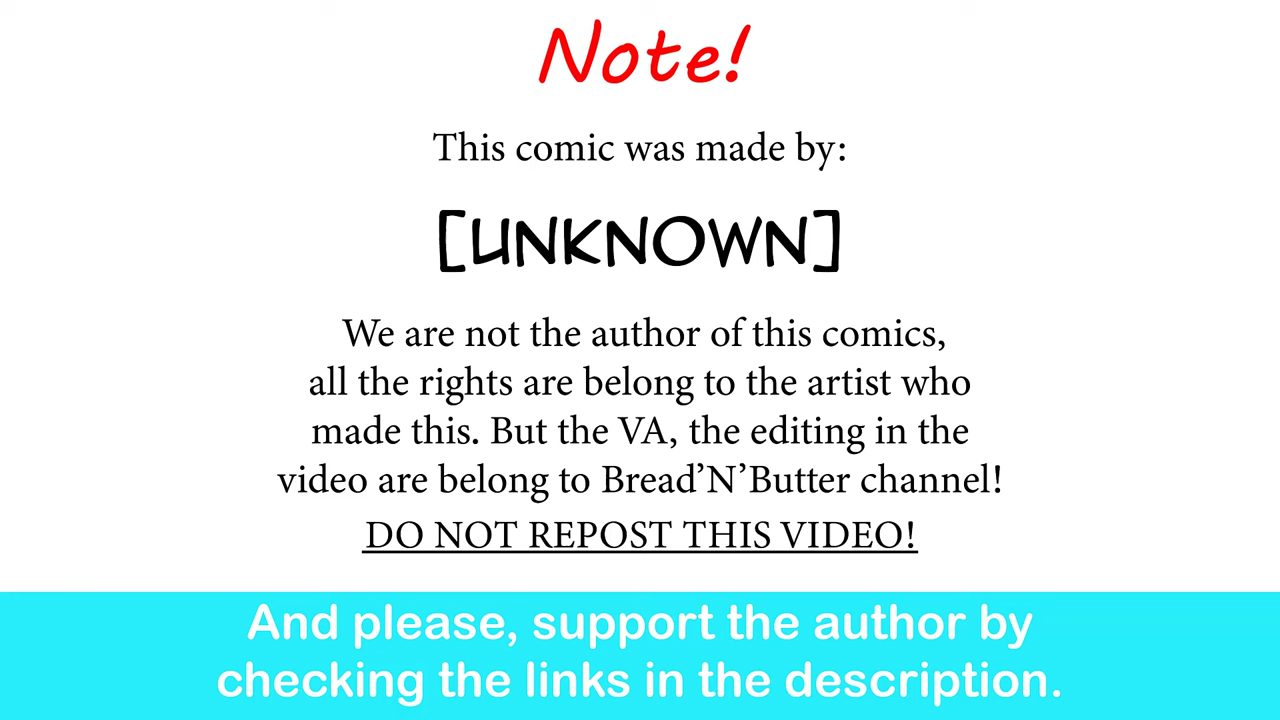 Note!
This comic was made by:
[UNKNOWN]
We are not the author of this comics,
all the rights are belong to the artist who
made this. But the VA, the editing in the
video are belong to Bread’N’Butter channel!
DO NOT REPOST THIS VIDEO!
And please, support the author by
checking the links in the description.